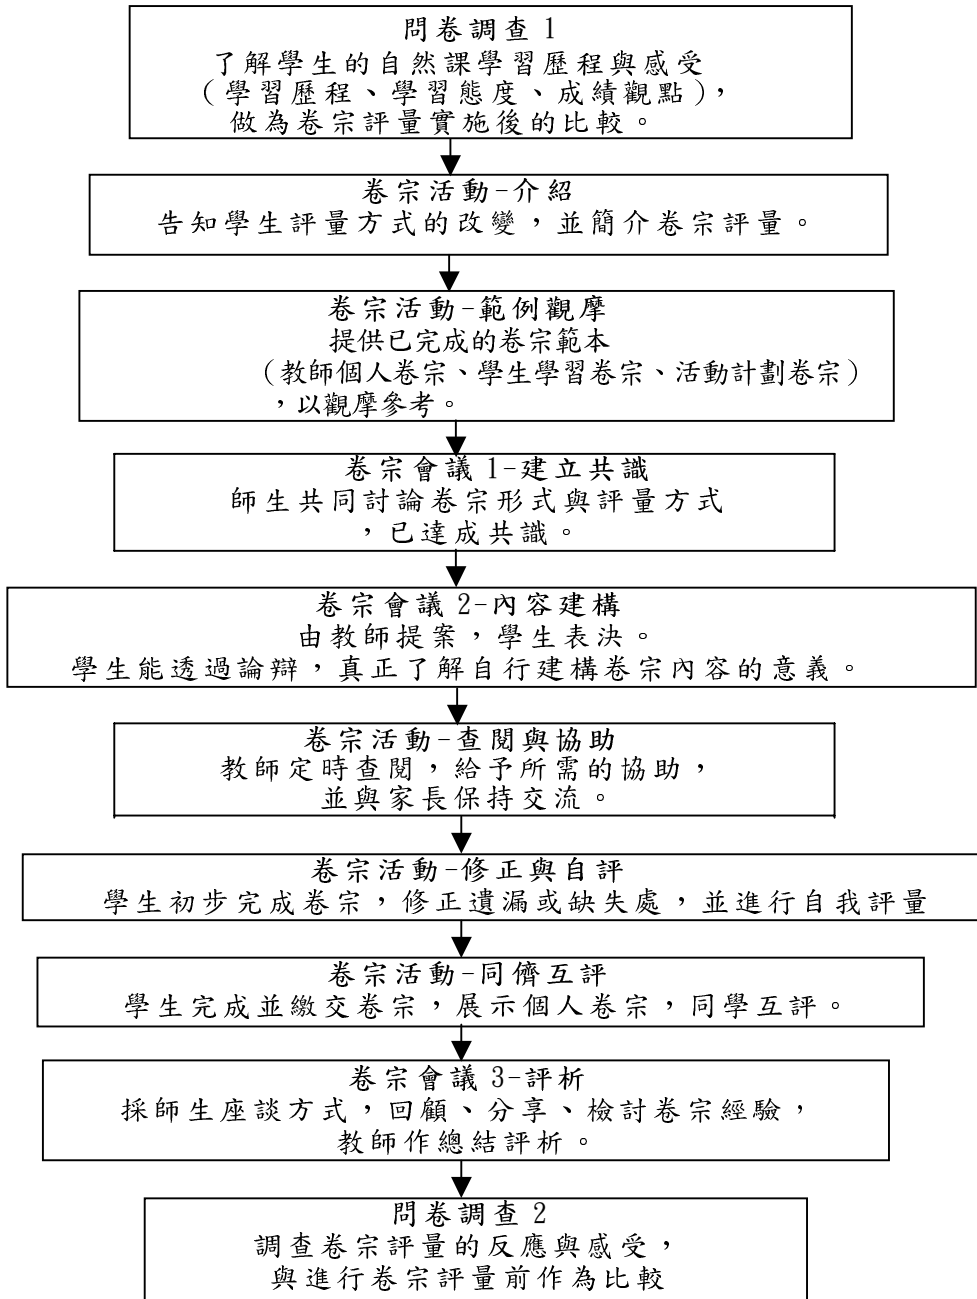 問卷調查 1
了解學生的自然課學習歷程與感受
(學習歷程、學習態度、成績觀點),
做為卷宗評量實施後的比較。
卷宗活動-介紹
告知學生評量方式的改變,並簡介卷宗評量。
卷宗活動-範例觀摩
提供已完成的卷宗範本
(教師個人卷宗、學生學習卷宗、活動計劃卷宗)
,以觀摩參考。
卷宗會議 1-建立共識
師生共同討論卷宗形式與評量方式
,已達成共識。
卷宗會議 2-內容建構
由教師提案,學生表決。
學生能透過論辯,真正了解自行建構卷宗內容的意義。
卷宗活動-查閱與協助
教師定時查閱,給予所需的協助,
並與家長保持交流。
卷宗活動-修正與自評
學生初步完成卷宗,修正遺漏或缺失處,並進行自我評量
卷宗活動-同儕互評
學生完成並繳交卷宗,展示個人卷宗,同學互評。
卷宗會議 3-評析
採師生座談方式,回顧、分享、檢討卷宗經驗,
教師作總結評析。
問卷調查 2
調查卷宗評量的反應與感受,
與進行卷宗評量前作為比較